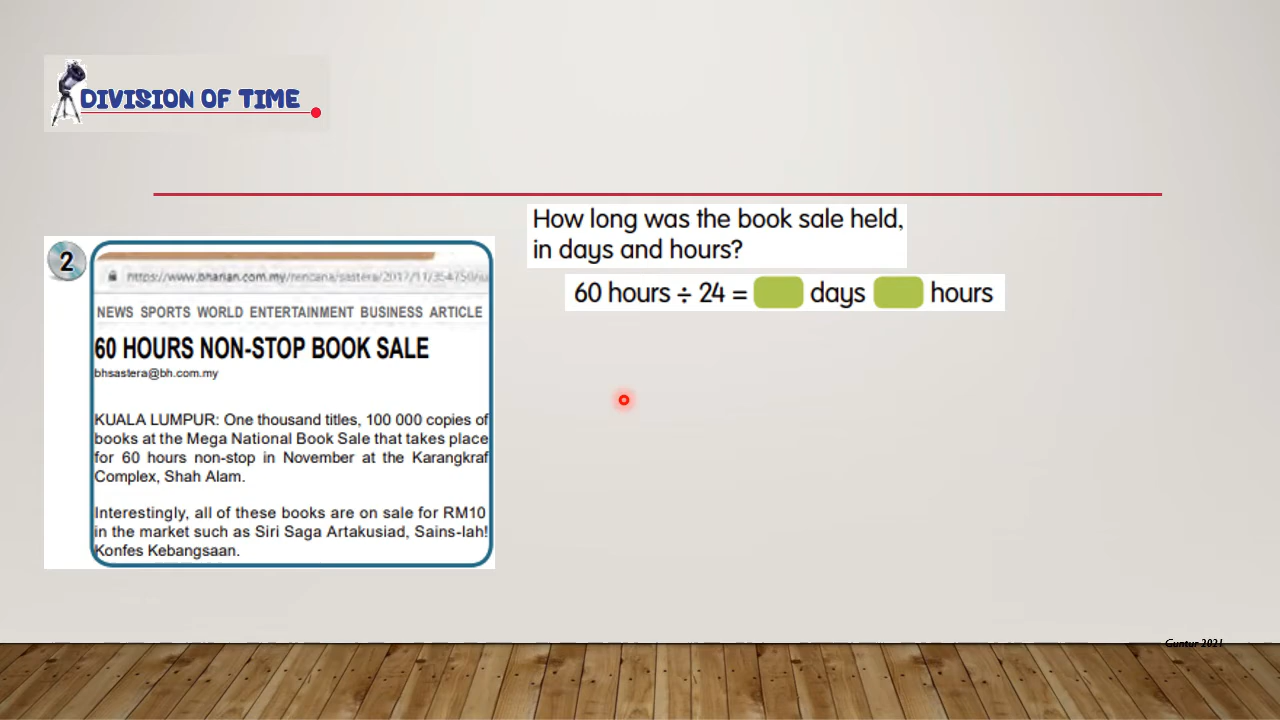 DIVISION OF TIME
How long was the book sale held,
in days and hours?
60 hours ÷ 24 = days hours
2
NEWS SPORTS WORLD ENTERTAINMENT BUSINESS ARTICLE
60 HOURS NON-STOP BOOK SALE
bhsastera@bh.com.my
KUALA LUMPUR: One thousand titles, 100 000 copies of
books at the Mega National Book Sale that takes place
for 60 hours non-stop in November at the Karangkraf
Complex, Shah Alam.
Interestingly, all of these books are on sale for RM10
in the market such as Siri Saga Artakusiad, Sains-lah!
Konfes Kebangsaan.
Guntur 2021